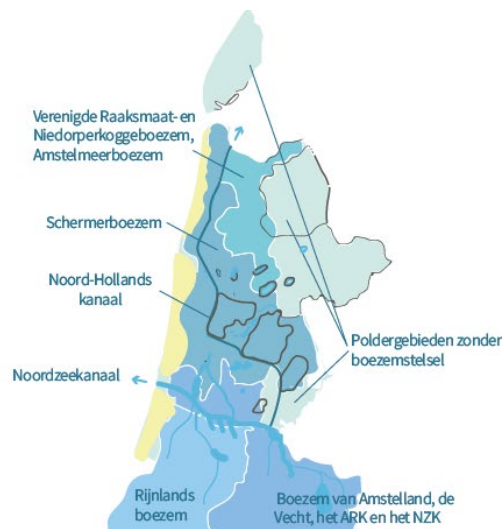 Verenigde Raaksmaat- en
Niedorperkoggeboezem,
Amstelmeerboezem
Schermerboezem
Noord-Hollands
kanaal
Poldergebieden zonder
boezemstelsel
Noordzeekanaal
Rijnlands
boezem
Boezem van Amstelland, de
Vecht, het ARK en het NZK